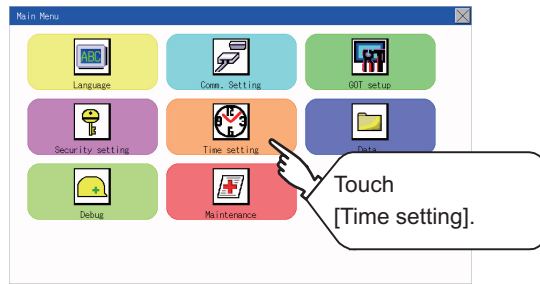 Main Menu
ABC
Language Comm. Setting GOT setup
Security setting Time setting Data
Debug Maintenance
Touch
[Time setting].